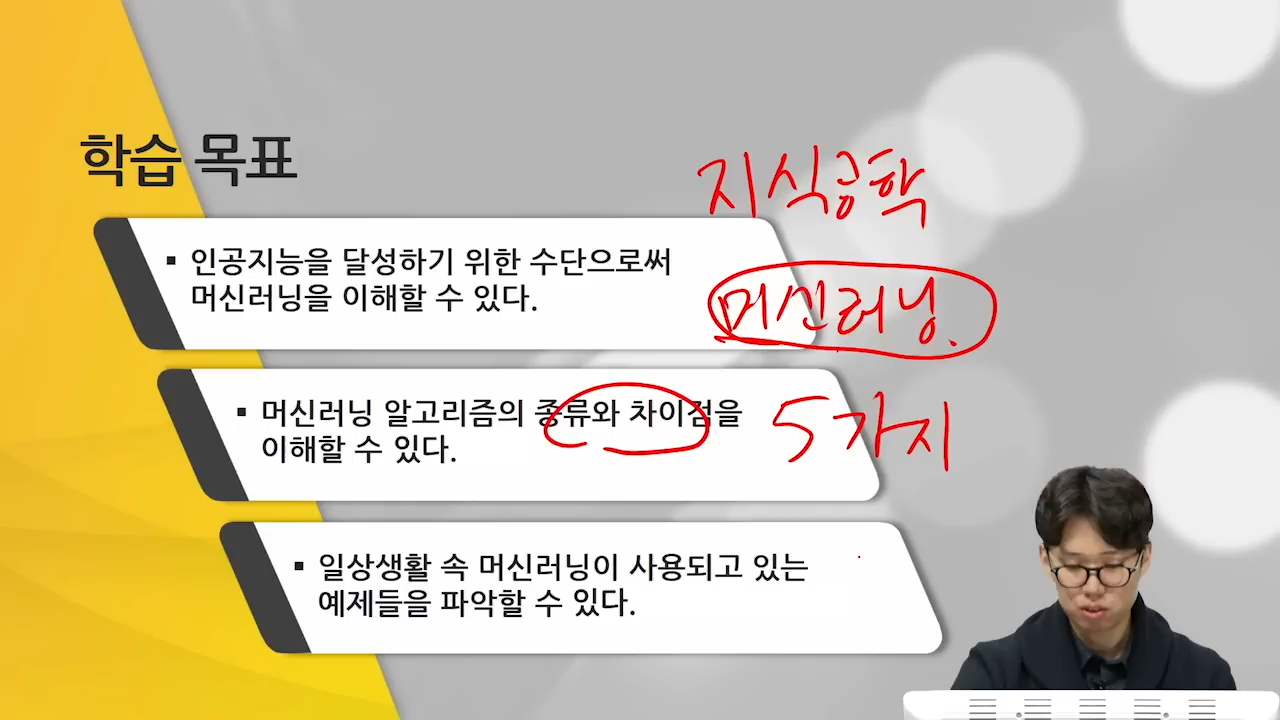 학습 목표
지식공학
▪ 인공지능을 달성하기 위한 수단으로써
머신러닝을 이해할 수 있다.
머신러닝.
▪ 머신러닝 알고리즘의 종류와 차이점을
이해할 수 있다.
5가지
▪ 일상생활 속 머신러닝이 사용되고 있는
예제들을 파악할 수 있다.